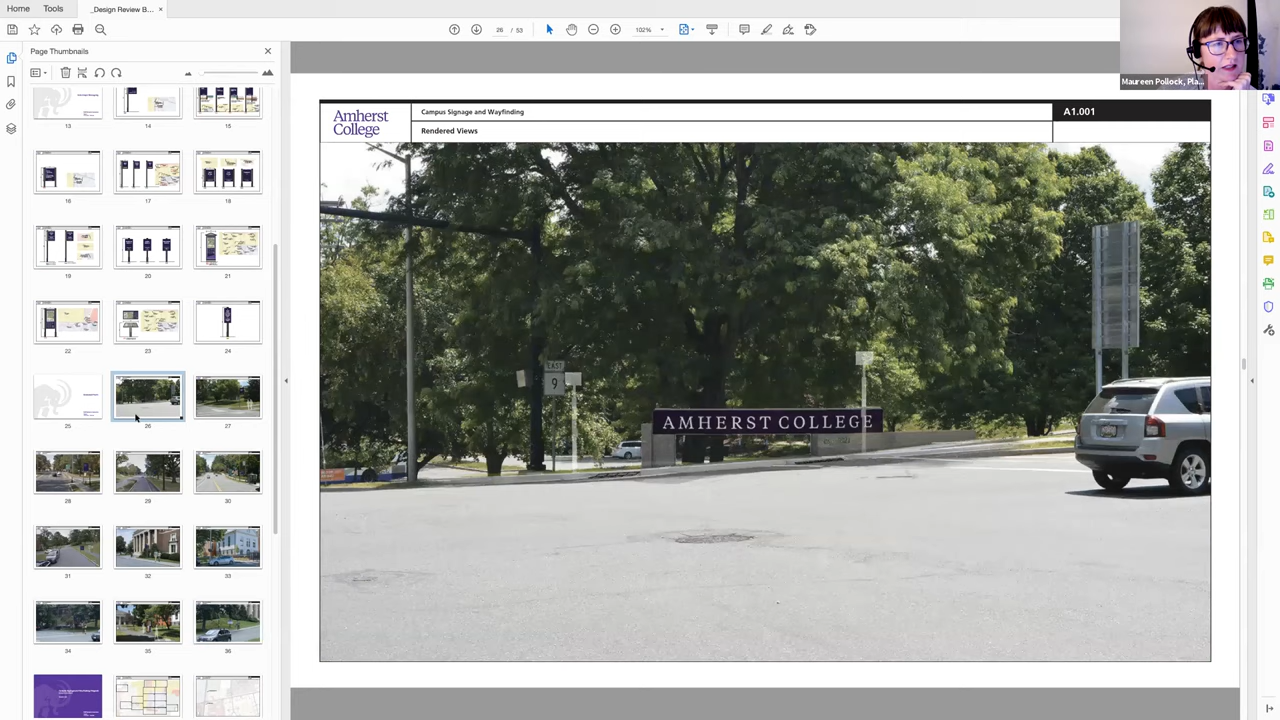 Home
Tools
_Design Review B...
×
26 / 53
102%
Maureen Pollock, Pla...
Page Thumbnails
×
13
14
15
16
17
18
19
20
21
22
23
24
25
26
27
28
29
30
31
32
33
34
35
36
Amherst
College
Campus Signage and Wayfinding
A1.001
Rendered Views
EAST
9
AMHERST COLLEGE